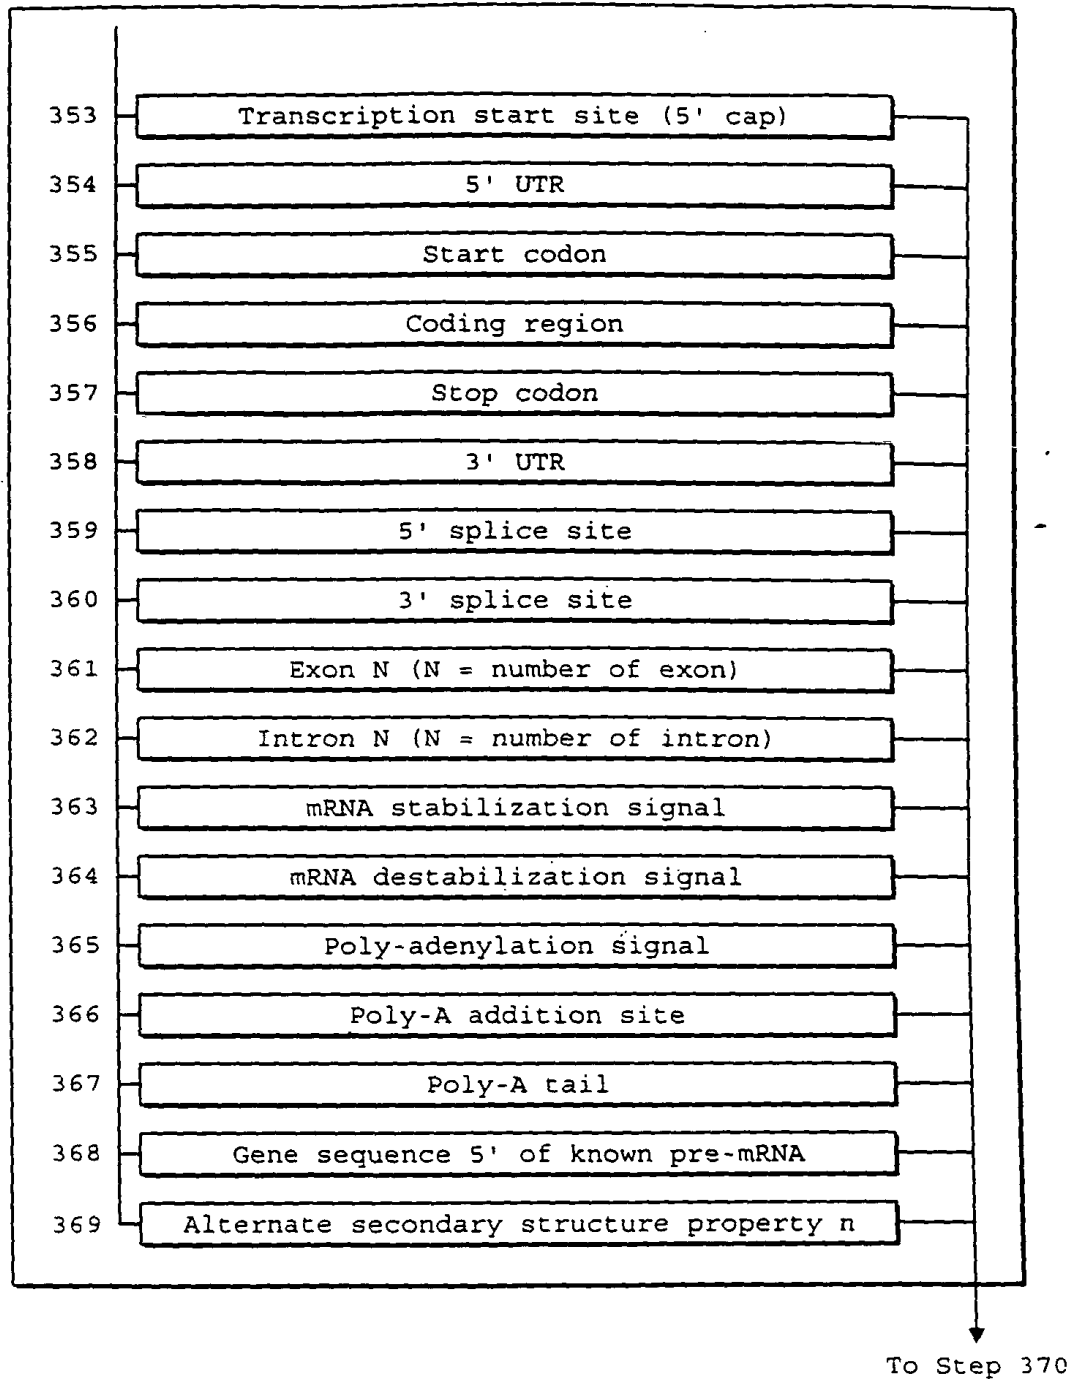 353 Transcription start site (5' cap)
354 5' UTR
355 Start codon
356 Coding region
357 Stop codon
358 3' UTR
359 5' splice site
360 3' splice site
361 Exon N (N = number of exon)
362 Intron N (N = number of intron)
363 mRNA stabilization signal
364 mRNA destabilization signal
365 Poly-adenylation signal
366 Poly-A addition site
367 Poly-A tail
368 Gene sequence 5' of known pre-mRNA
369 Alternate secondary structure property n
To Step 370